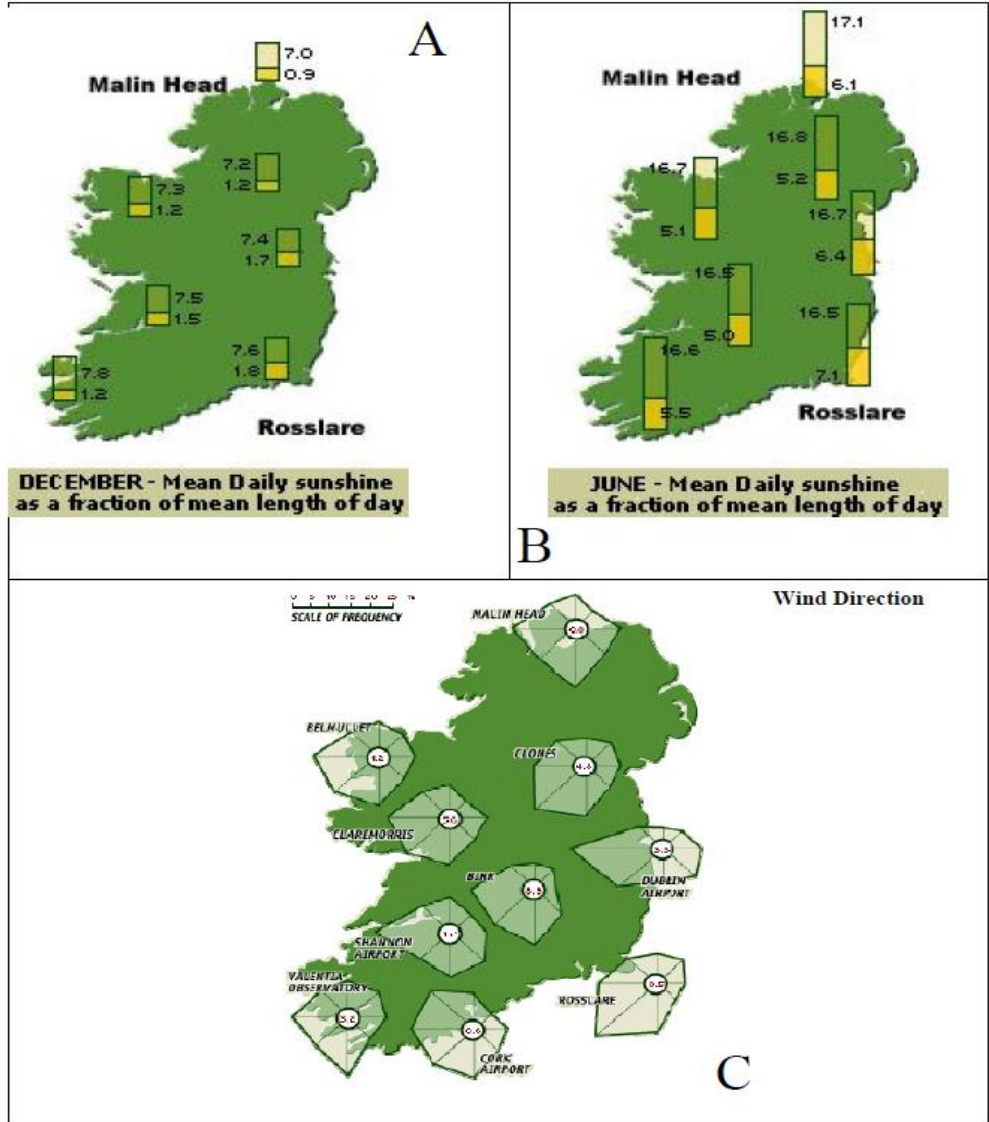 A
Malin Head
7.0
0.9
7.2
1.2
7.3
1.2
7.4
1.7
7.5
1.5
7.6
1.8
7.8
1.2
Rosslare
DECEMBER - Mean Daily sunshine
as a fraction of mean length of day
17.1
Malin Head
6.1
16.8
5.2
16.7
5.1
16.7
6.4
16.5
5.0
16.5
7.1
16.6
5.5
Rosslare
JUNE - Mean Daily sunshine
as a fraction of mean length of day
B
Wind Direction
SCALE OF FREQUENCY
MALIN HEAD
BELMULLET
CLONES
CLAREMORRIS
DUBLIN
AIRPORT
BIRR
SHANNON
AIRPORT
VALENTIA
OBSERVATORY
ROSSLARE
CORK
AIRPORT
C